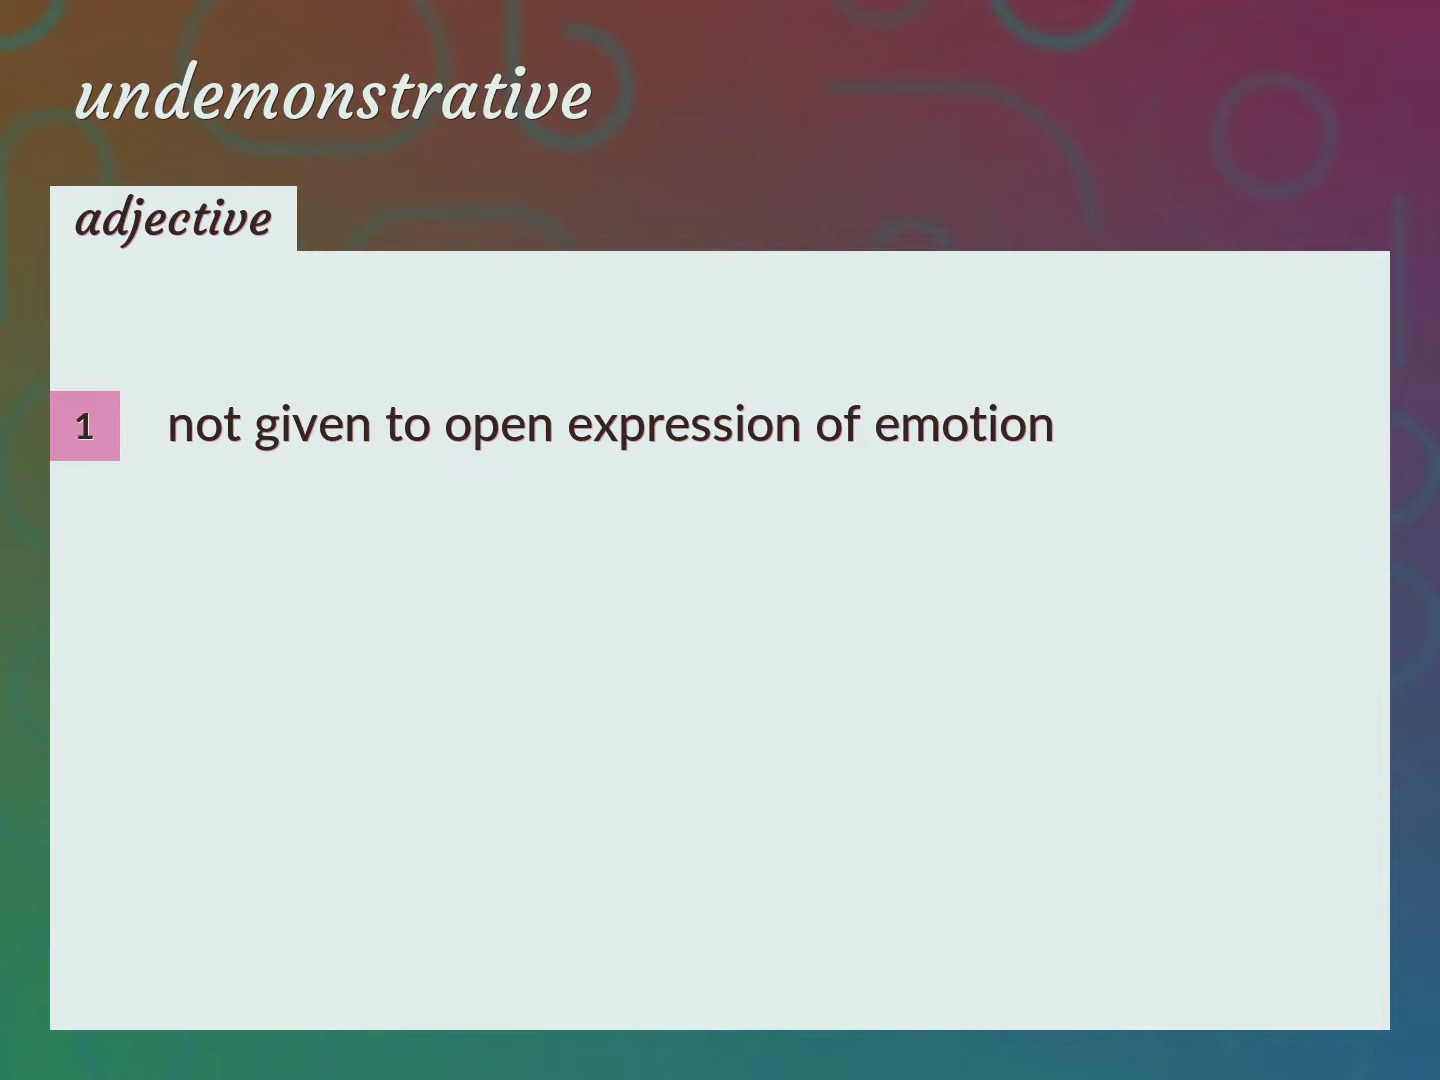 undemonstrative
adjective
1 not given to open expression of emotion